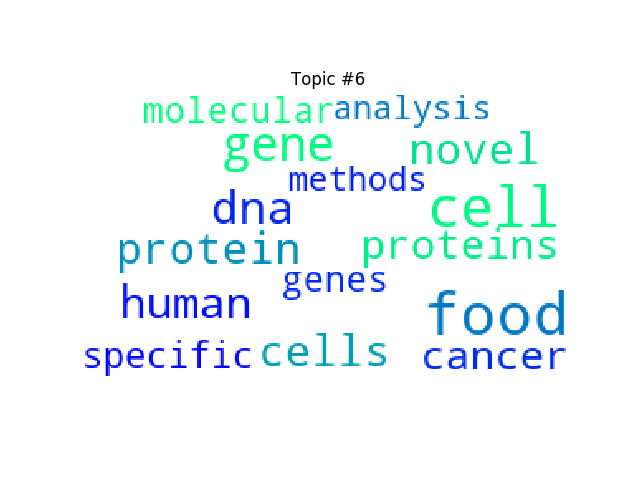 Topic #6
molecular analysis
gene novel
methods
dna cell
protein proteins
genes
human food
specific cells cancer